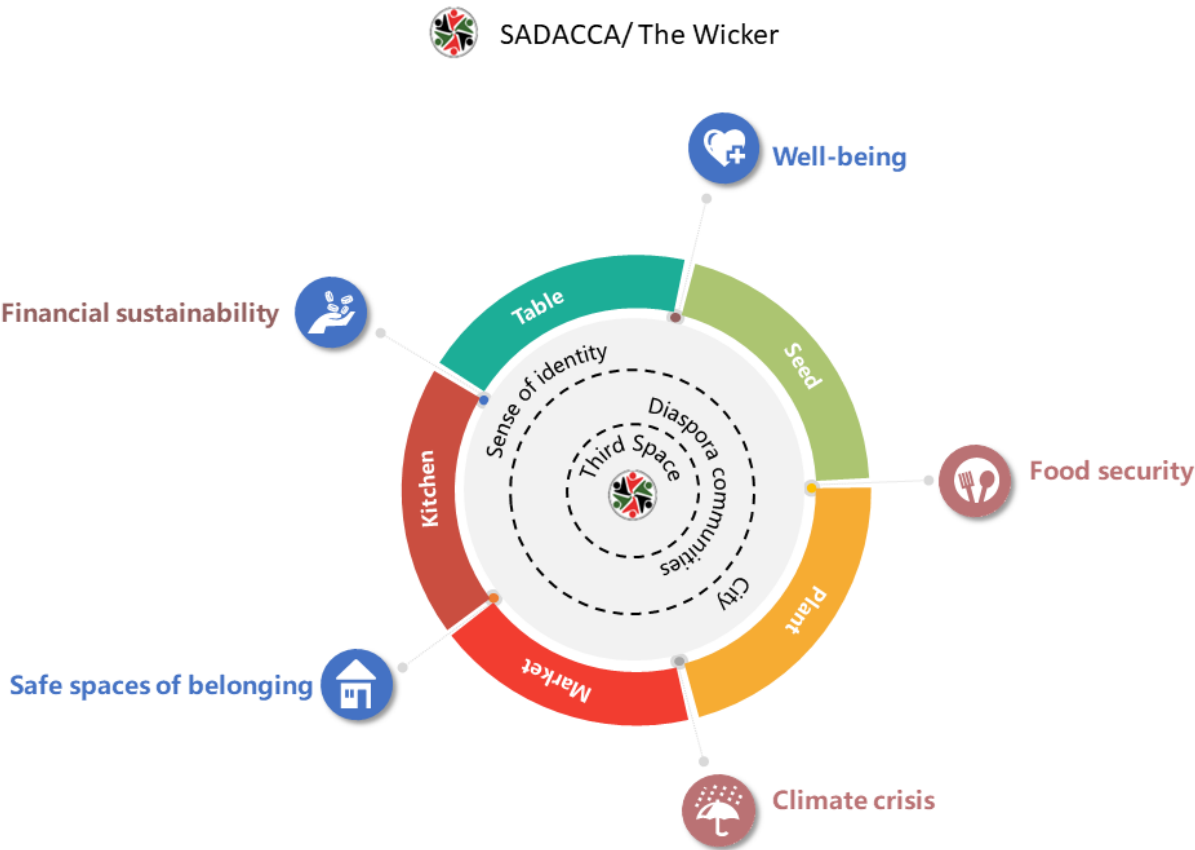 SADACCA/ The Wicker
Well-being
Financial sustainability
Table
Seed
Sense of identity
Diaspora communities
Third Space
Kitchen
Food security
City
Plant
Market
Safe spaces of belonging
Climate crisis